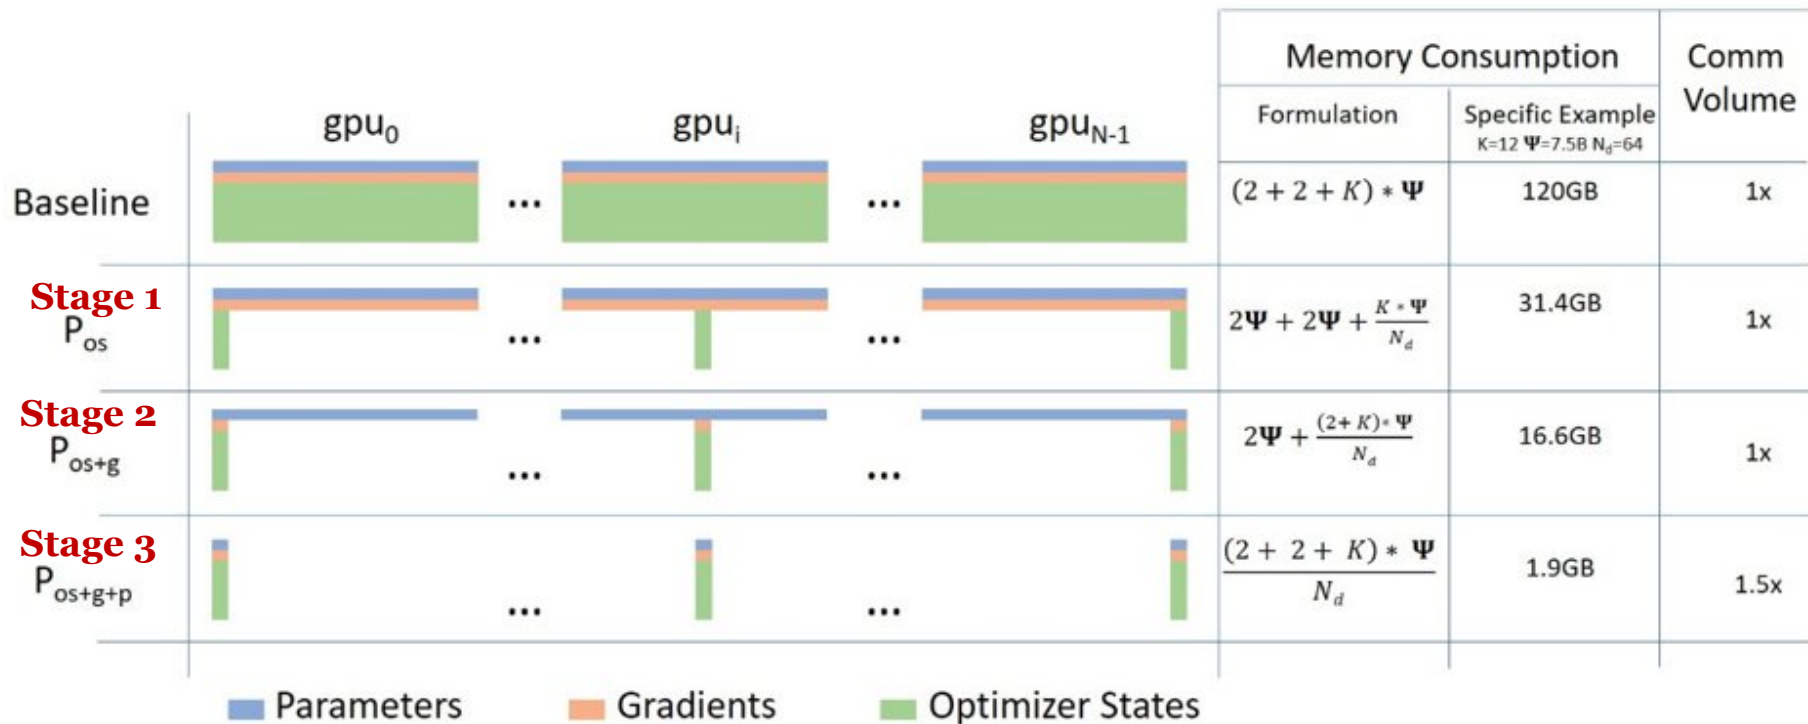 Memory Consumption
Comm Volume
gpu₀ gpuᵢ gpu_N-1
Formulation
Specific Example
K=12 Ψ=7.5B N_d=64
Baseline
... ...
(2 + 2 + K) * Ψ
120GB
1x
Stage 1
P_os
... ...
2Ψ + 2Ψ + K * Ψ / N_d
31.4GB
1x
Stage 2
P_os+g
... ...
2Ψ + (2+K) * Ψ / N_d
16.6GB
1x
Stage 3
P_os+g+p
... ...
(2 + 2 + K) * Ψ / N_d
1.9GB
1.5x
Parameters Gradients Optimizer States